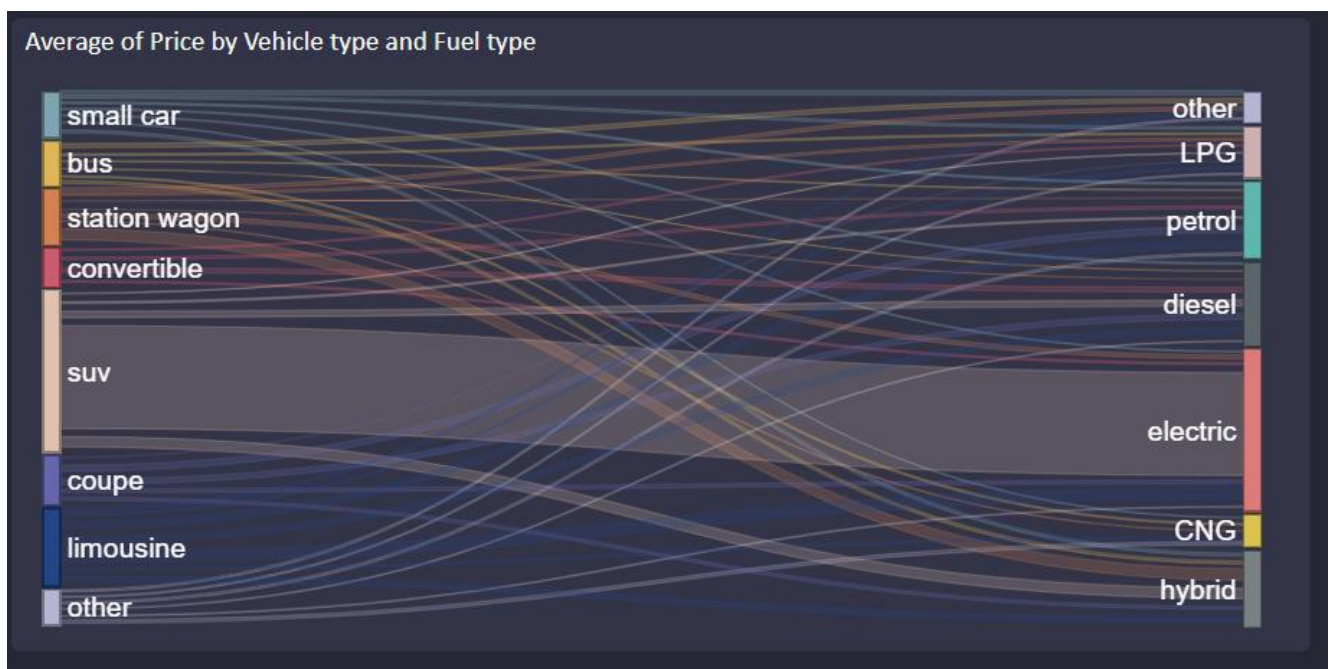 Average of Price by Vehicle type and Fuel type
small car
bus
station wagon
convertible
suv
coupe
limousine
other
other
LPG
petrol
diesel
electric
CNG
hybrid